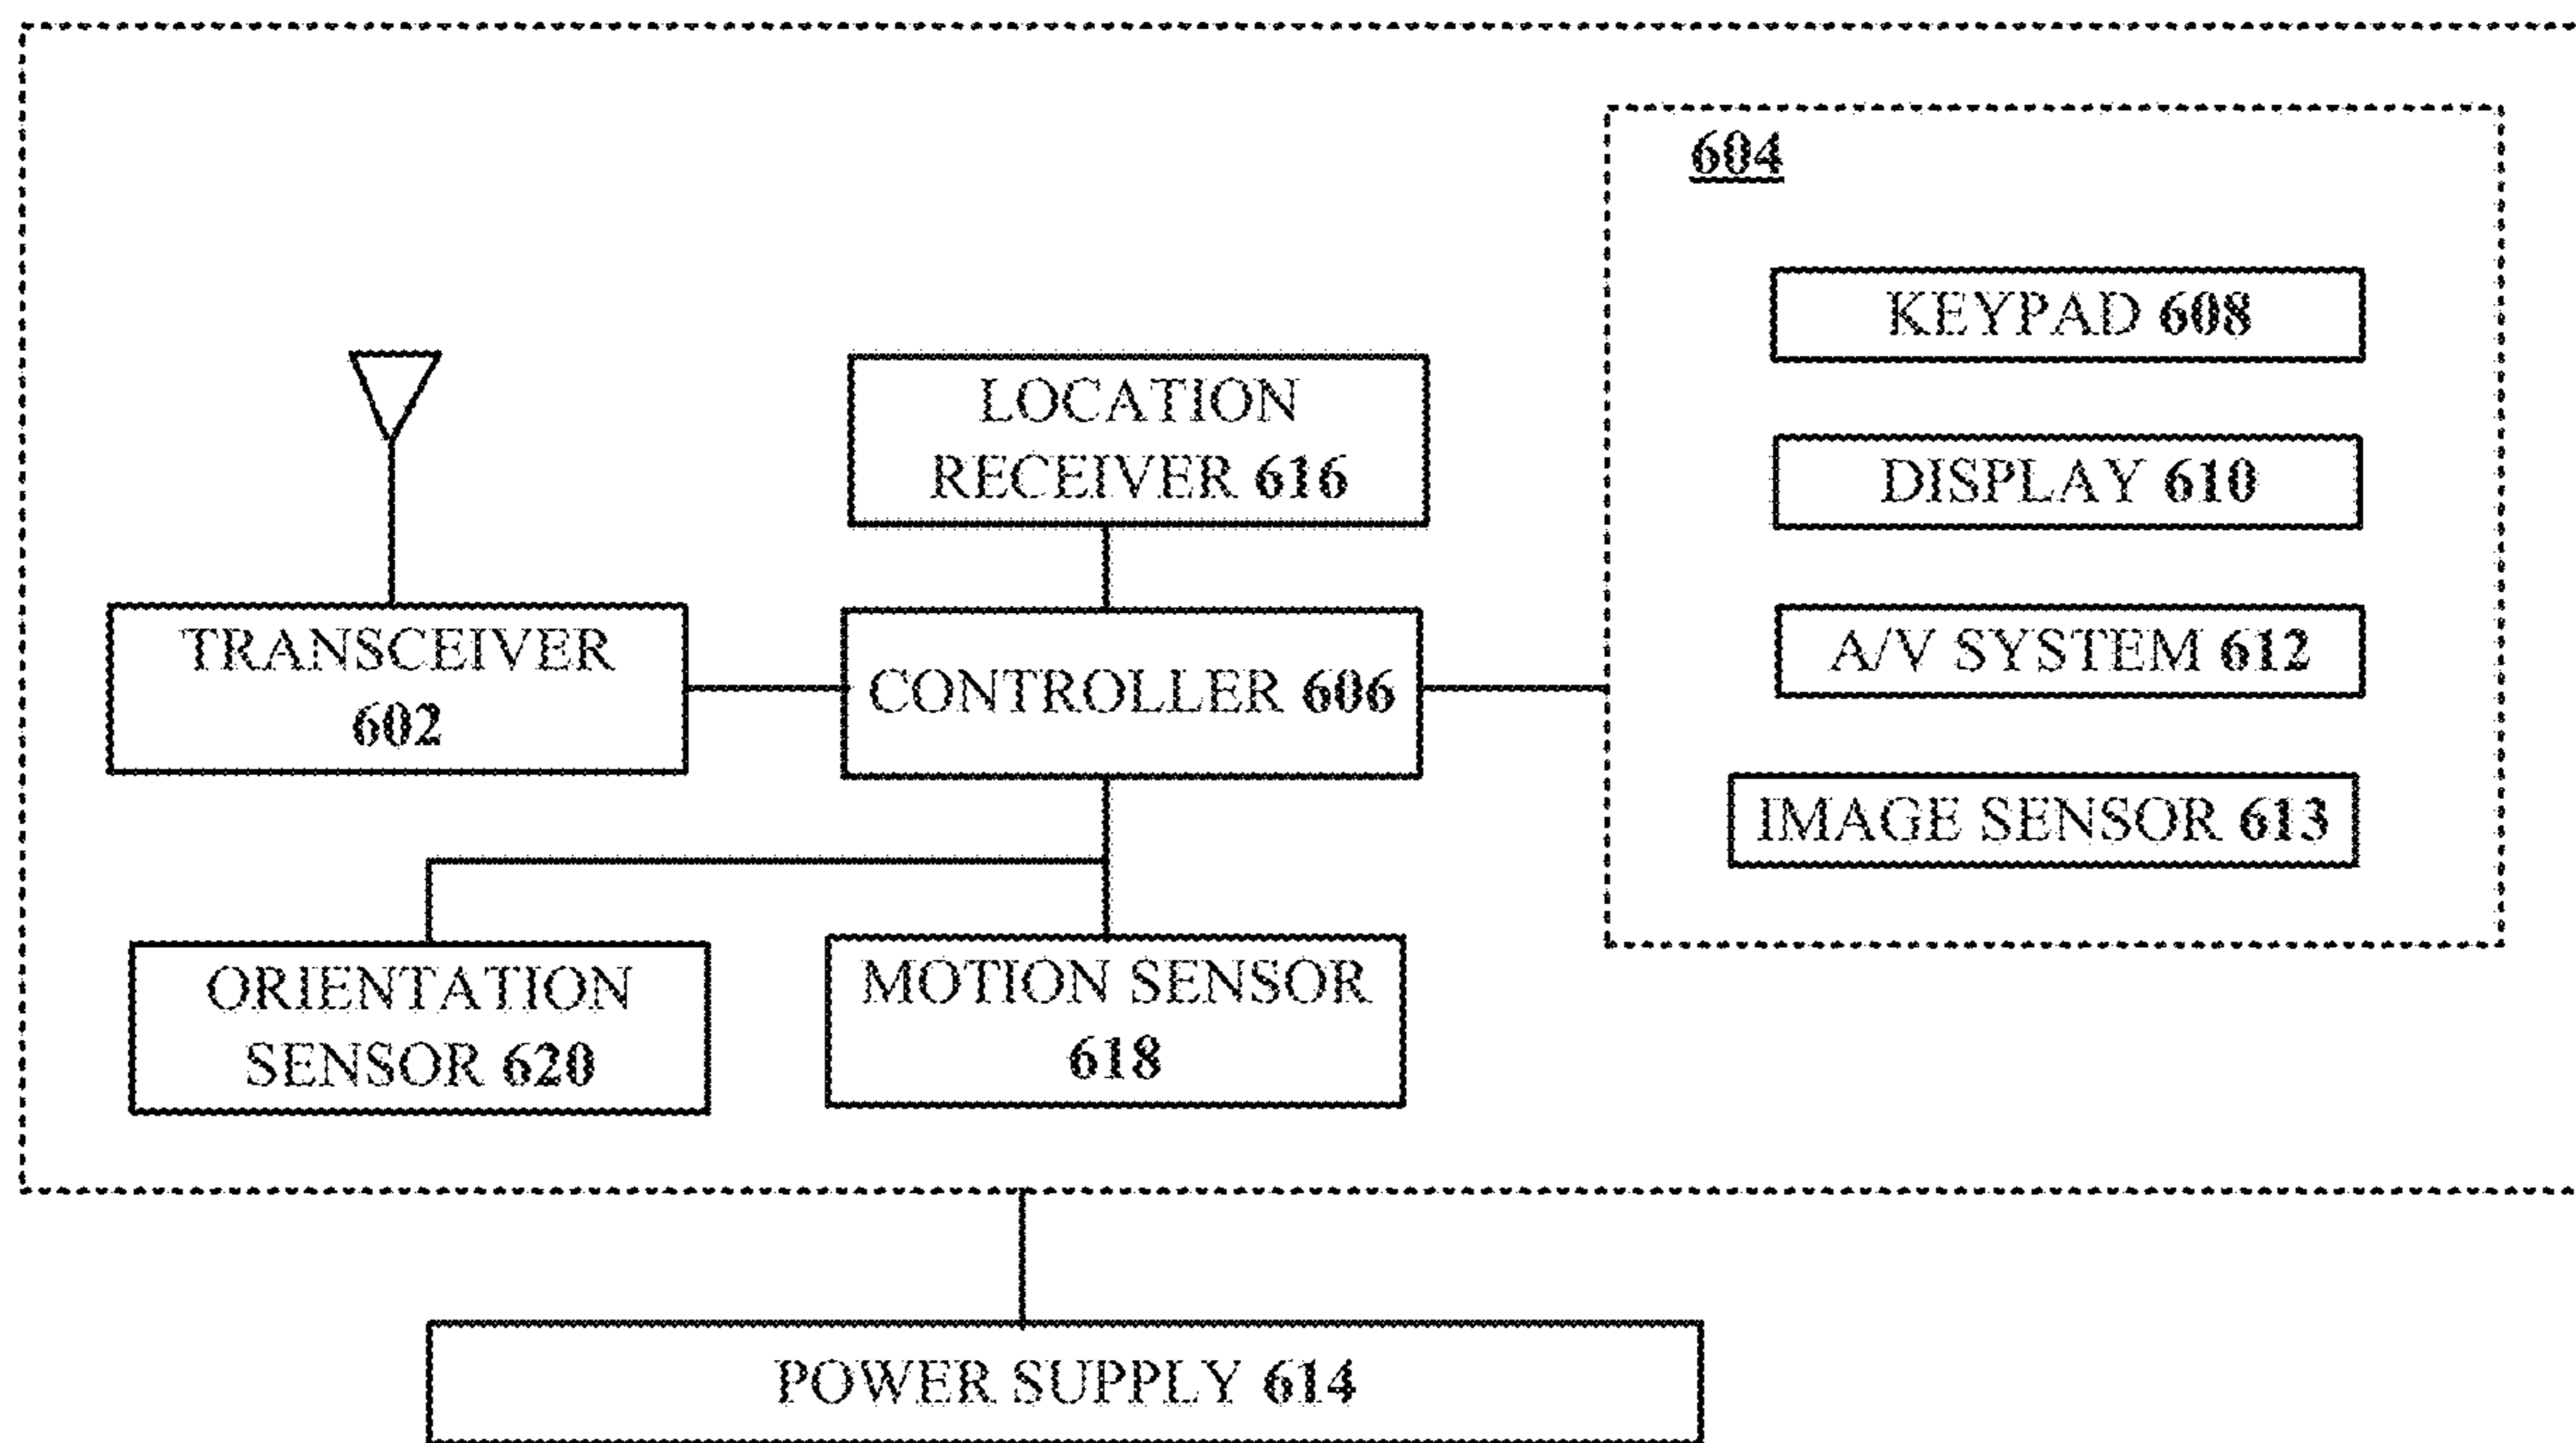 604
KEYPAD 608
DISPLAY 610
A/V SYSTEM 612
IMAGE SENSOR 613
LOCATION
RECEIVER 616
TRANSCEIVER
602
CONTROLLER 606
ORIENTATION
SENSOR 620
MOTION SENSOR
618
POWER SUPPLY 614